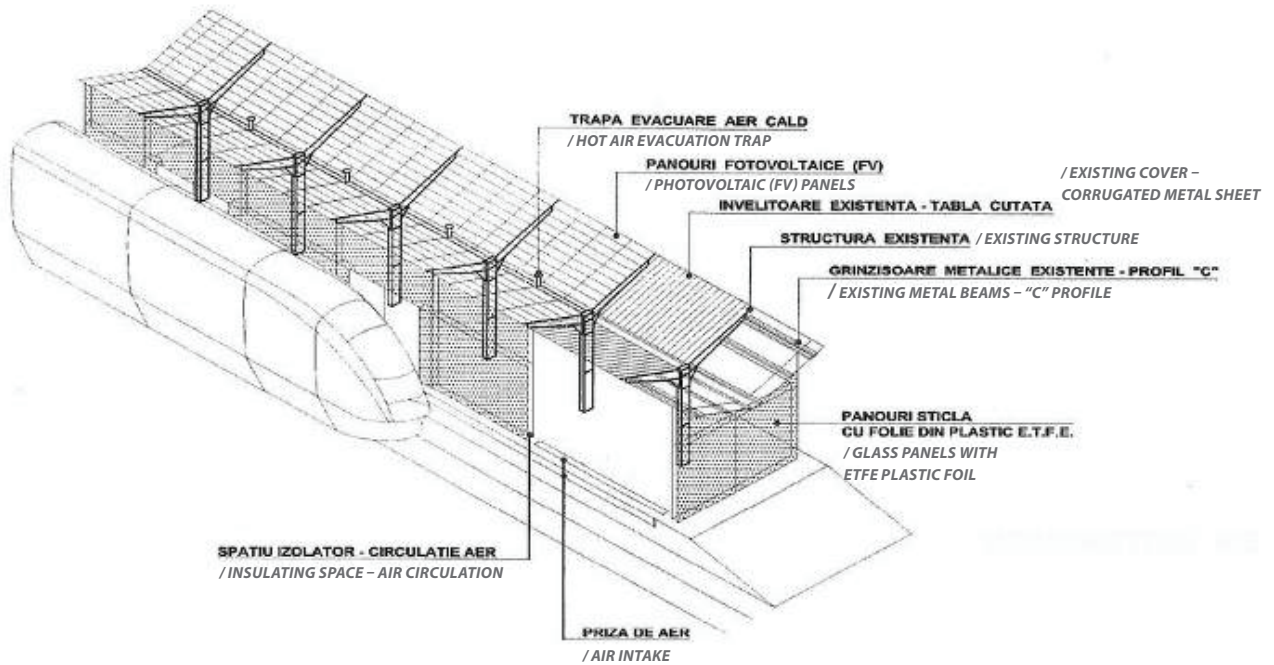 TRAPA EVACUARE AER CALD
/ HOT AIR EVACUATION TRAP
PANOURI FOTOVOLTAICE (FV)
/ PHOTOVOLTAIC (FV) PANELS
/ EXISTING COVER –
CORRUGATED METAL SHEET
INVELITOARE EXISTENTA - TABLA CUTATA
STRUCTURA EXISTENTA / EXISTING STRUCTURE
GRINZISOARE METALICE EXISTENTE - PROFIL "C"
/ EXISTING METAL BEAMS – “C” PROFILE
PANOURI STICLA
CU FOLIE DIN PLASTIC E.T.F.E.
/ GLASS PANELS WITH
ETFE PLASTIC FOIL
SPATIU IZOLATOR - CIRCULATIE AER
/ INSULATING SPACE – AIR CIRCULATION
PRIZA DE AER
/ AIR INTAKE